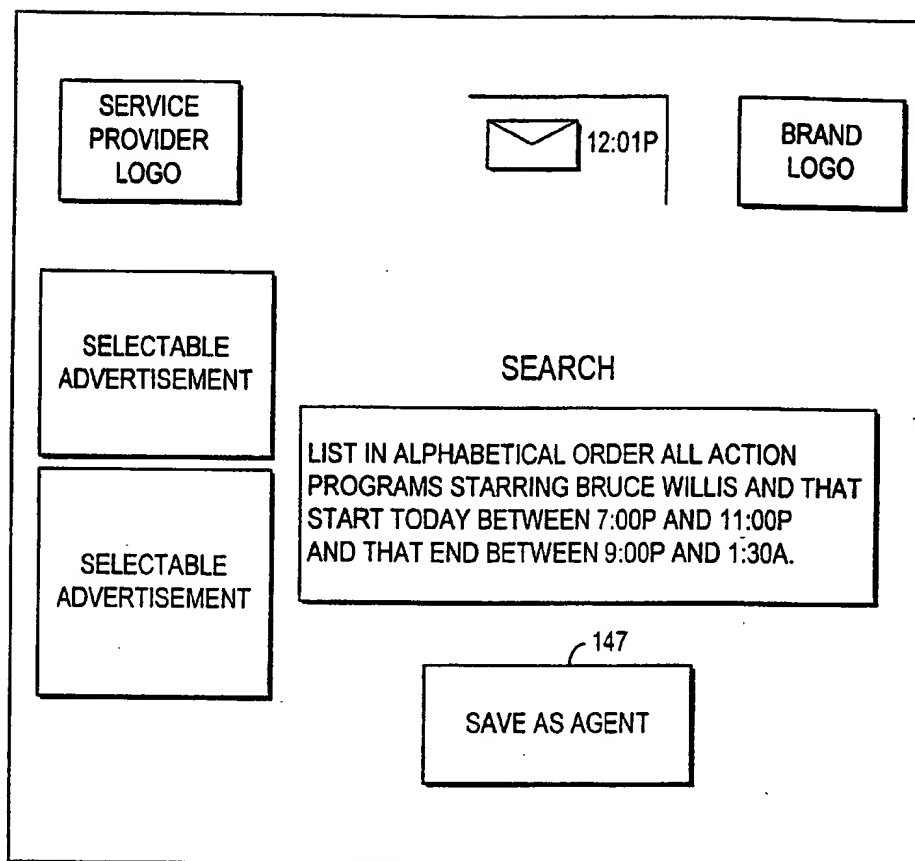 SERVICE
PROVIDER
LOGO
12:01P
BRAND
LOGO
SELECTABLE
ADVERTISEMENT
SEARCH
LIST IN ALPHABETICAL ORDER ALL ACTION
PROGRAMS STARRING BRUCE WILLIS AND THAT
START TODAY BETWEEN 7:00P AND 11:00P
AND THAT END BETWEEN 9:00P AND 1:30A.
SELECTABLE
ADVERTISEMENT
147
SAVE AS AGENT